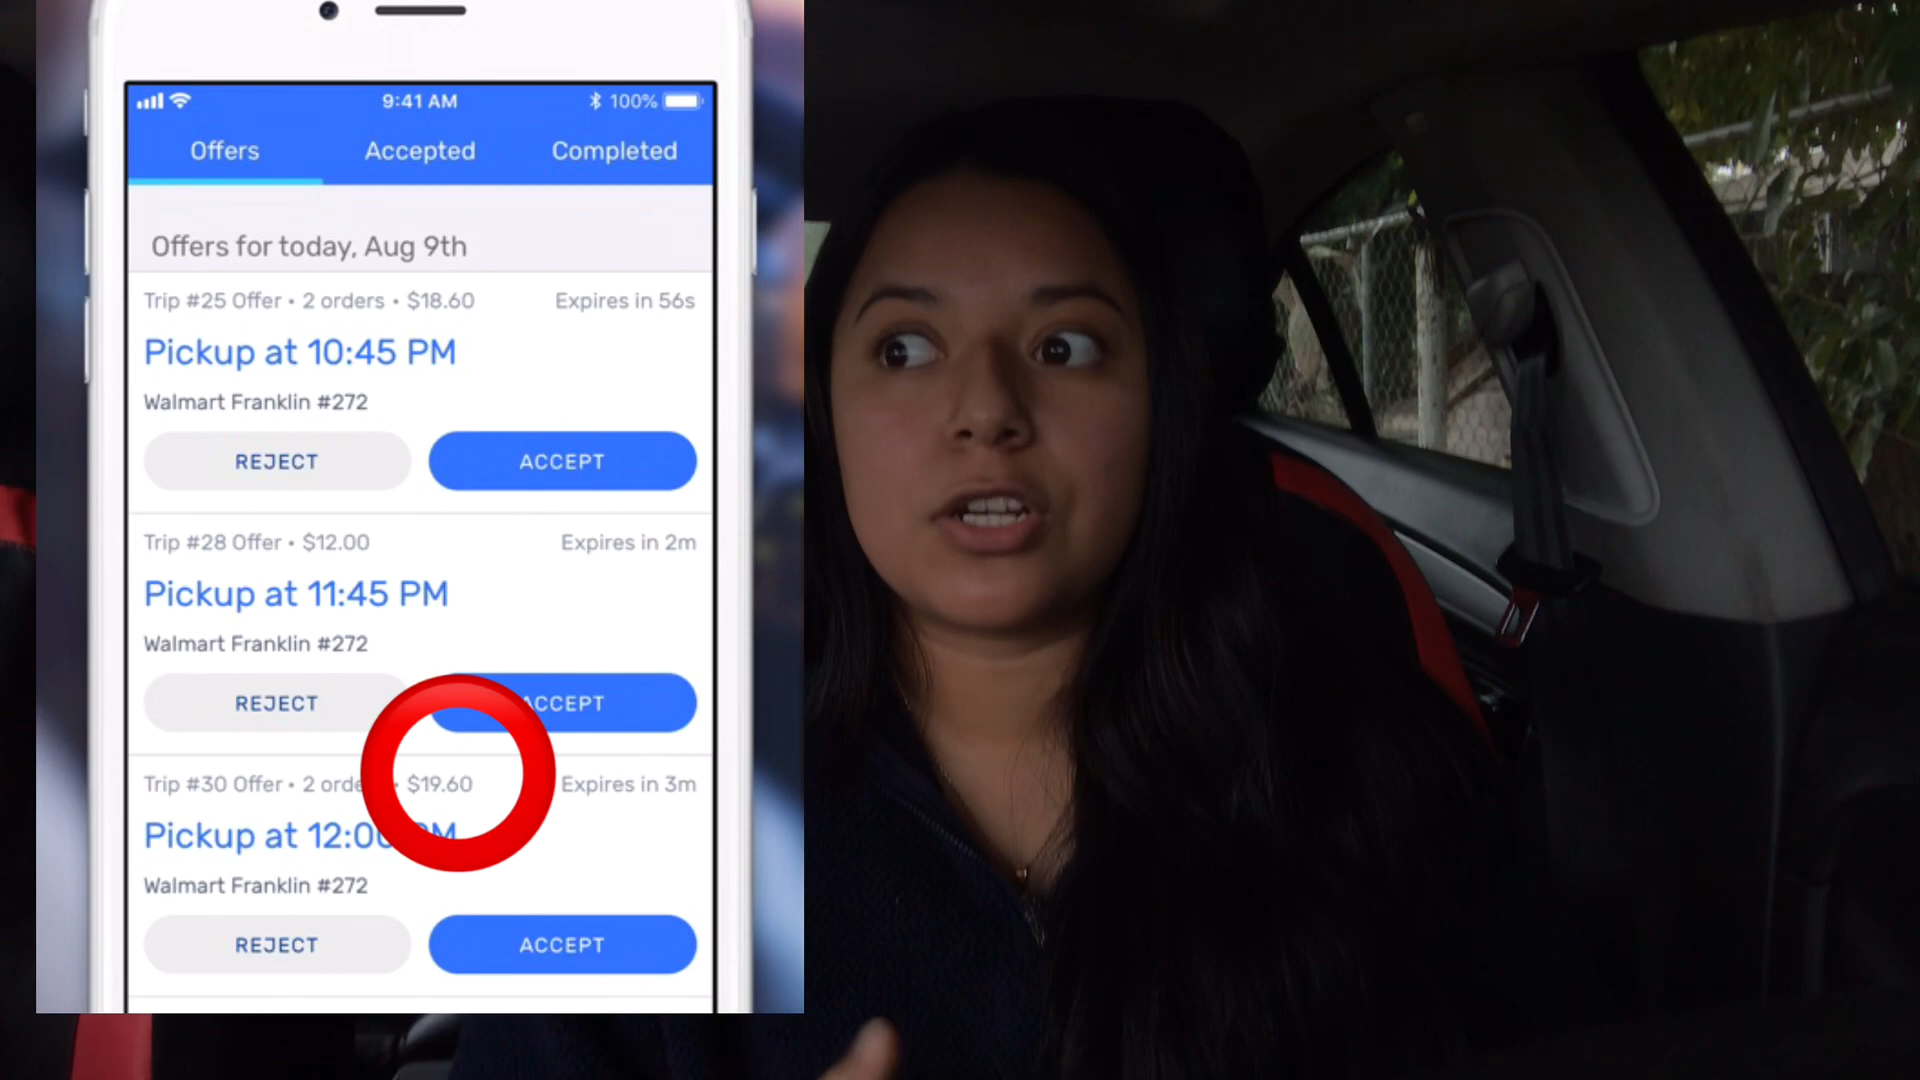 9:41 AM 100%
Offers Accepted Completed
Offers for today, Aug 9th
Trip #25 Offer • 2 orders • $18.60 Expires in 56s
Pickup at 10:45 PM
Walmart Franklin #272
REJECT ACCEPT
Trip #28 Offer • $12.00 Expires in 2m
Pickup at 11:45 PM
Walmart Franklin #272
REJECT ACCEPT
Trip #30 Offer • 2 orde • $19.60 Expires in 3m
Pickup at 12:00 PM
Walmart Franklin #272
REJECT ACCEPT